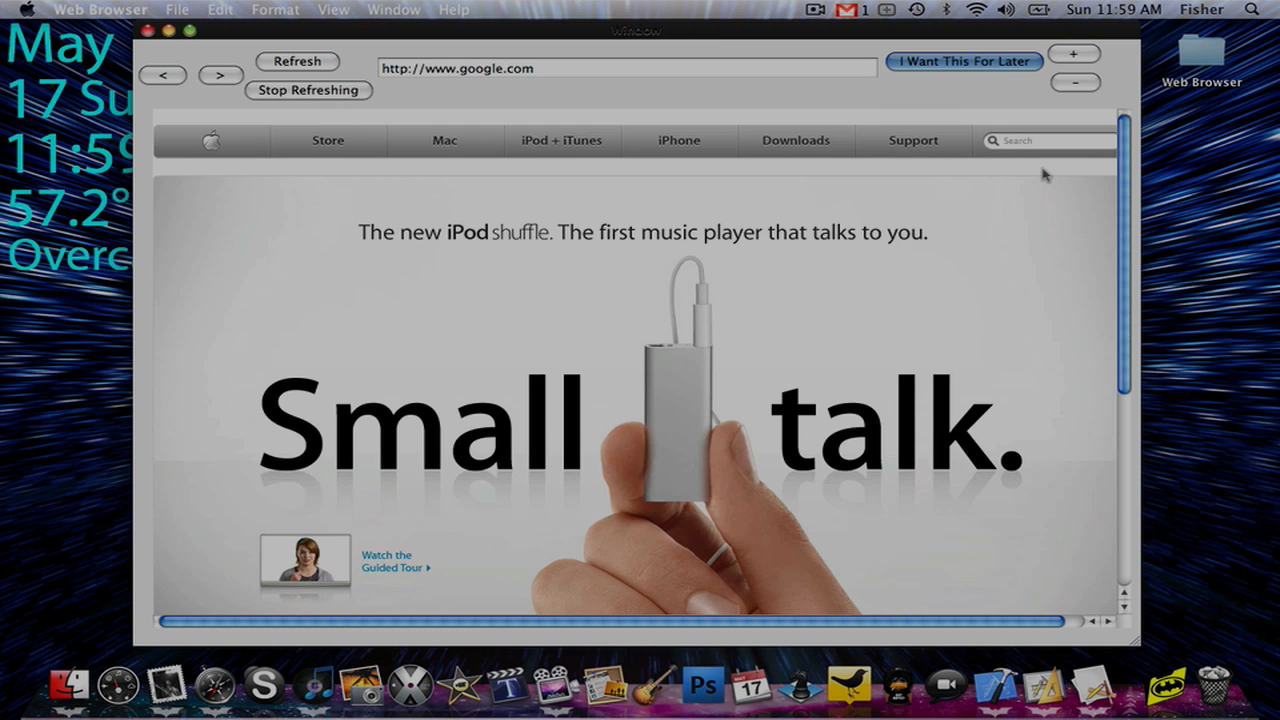 Web Browser File Edit Format View Window Help 1 Sun 11:59 AM Fisher
May
17 Su
11:59
57.2°
Overc
Window
< > Refresh Stop Refreshing
http://www.google.com
I Want This For Later
+
-
Web Browser
Store Mac iPod + iTunes iPhone Downloads Support Search
The new iPod shuffle. The first music player that talks to you.
Small talk.
Watch the
Guided Tour
Ps
17